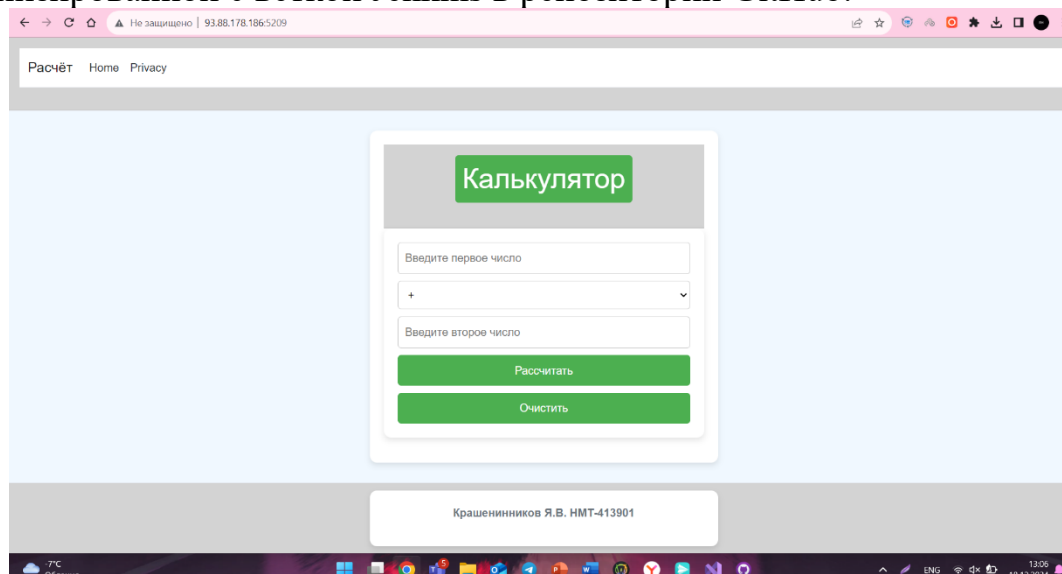 Не защищено | 93.88.178.186:5209
Расчёт Home Privacy
Калькулятор
Введите первое число
+
Введите второе число
Рассчитать
Очистить
Крашенинников Я.В. НМТ-413901
-7°C
ENG
13:06